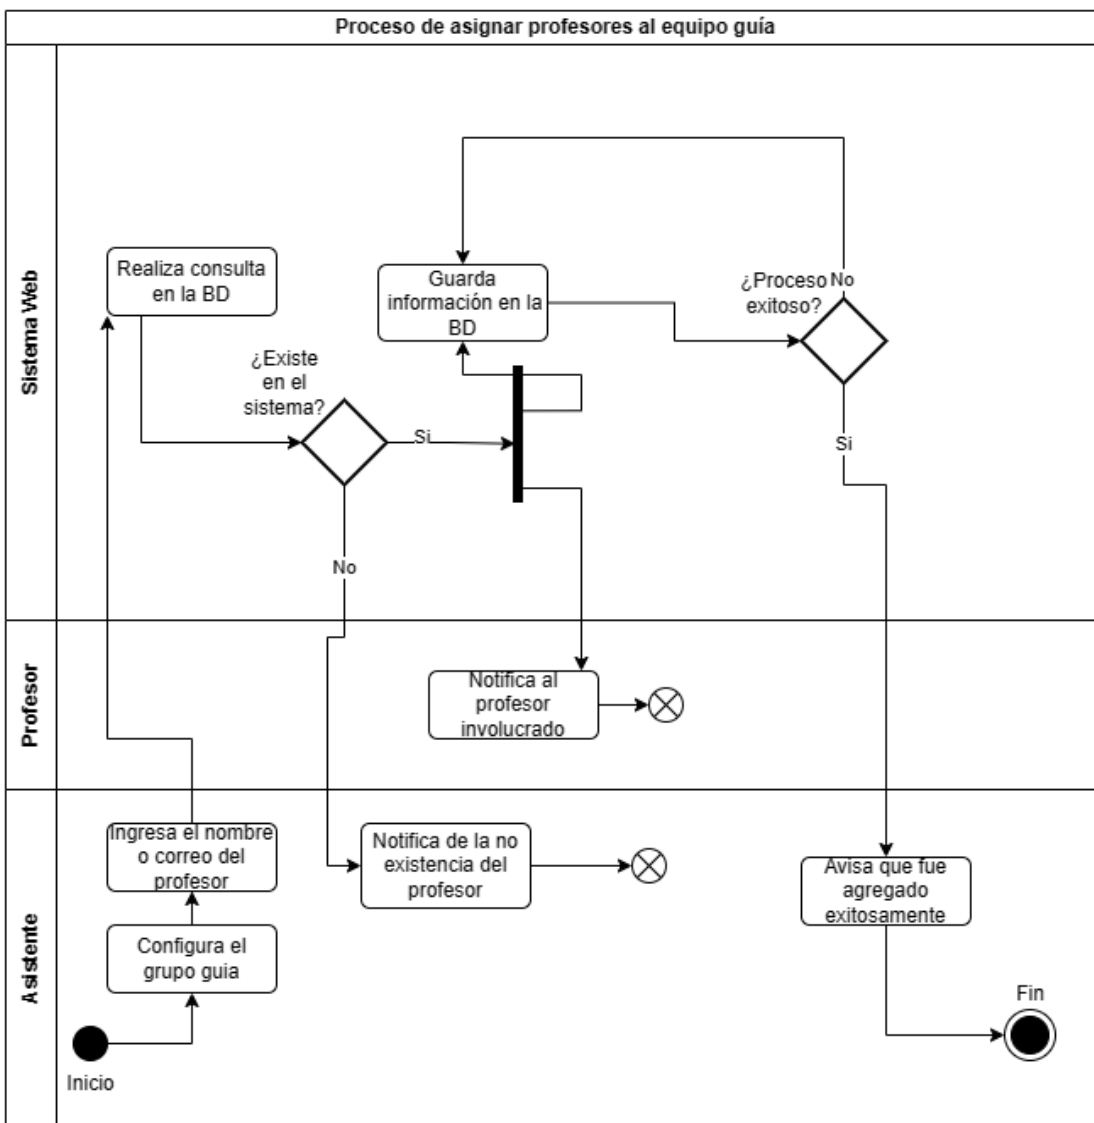 Proceso de asignar profesores al equipo guía
Sistema Web
Realiza consulta
en la BD
¿Existe
en el
sistema?
Si
No
Guarda
información en la
BD
¿Proceso
exitoso?
No
Si
Profesor
Notifica al
profesor
involucrado
Asistente
Ingresa el nombre
o correo del
profesor
Configura el
grupo guia
Inicio
Notifica de la no
existencia del
profesor
Avisa que fue
agregado
exitosamente
Fin